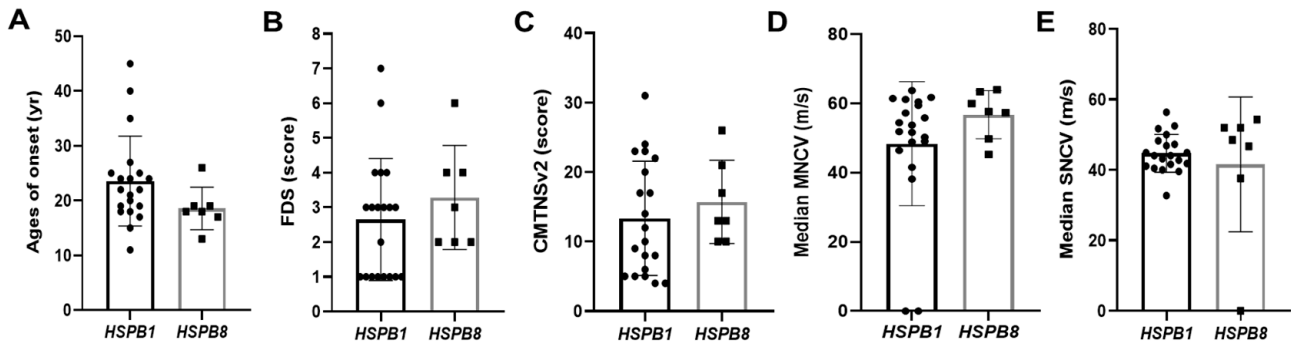 A
Ages of onset (yr)
50
40
30
20
10
0
HSPB1 HSPB8
B
FDS (score)
8
7
6
5
4
3
2
1
0
HSPB1 HSPB8
C
CMTNSv2 (score)
40
30
20
10
0
HSPB1 HSPB8
D
Median MNCV (m/s)
80
60
40
20
0
HSPB1 HSPB8
E
Median SNCV (m/s)
80
60
40
20
0
HSPB1 HSPB8